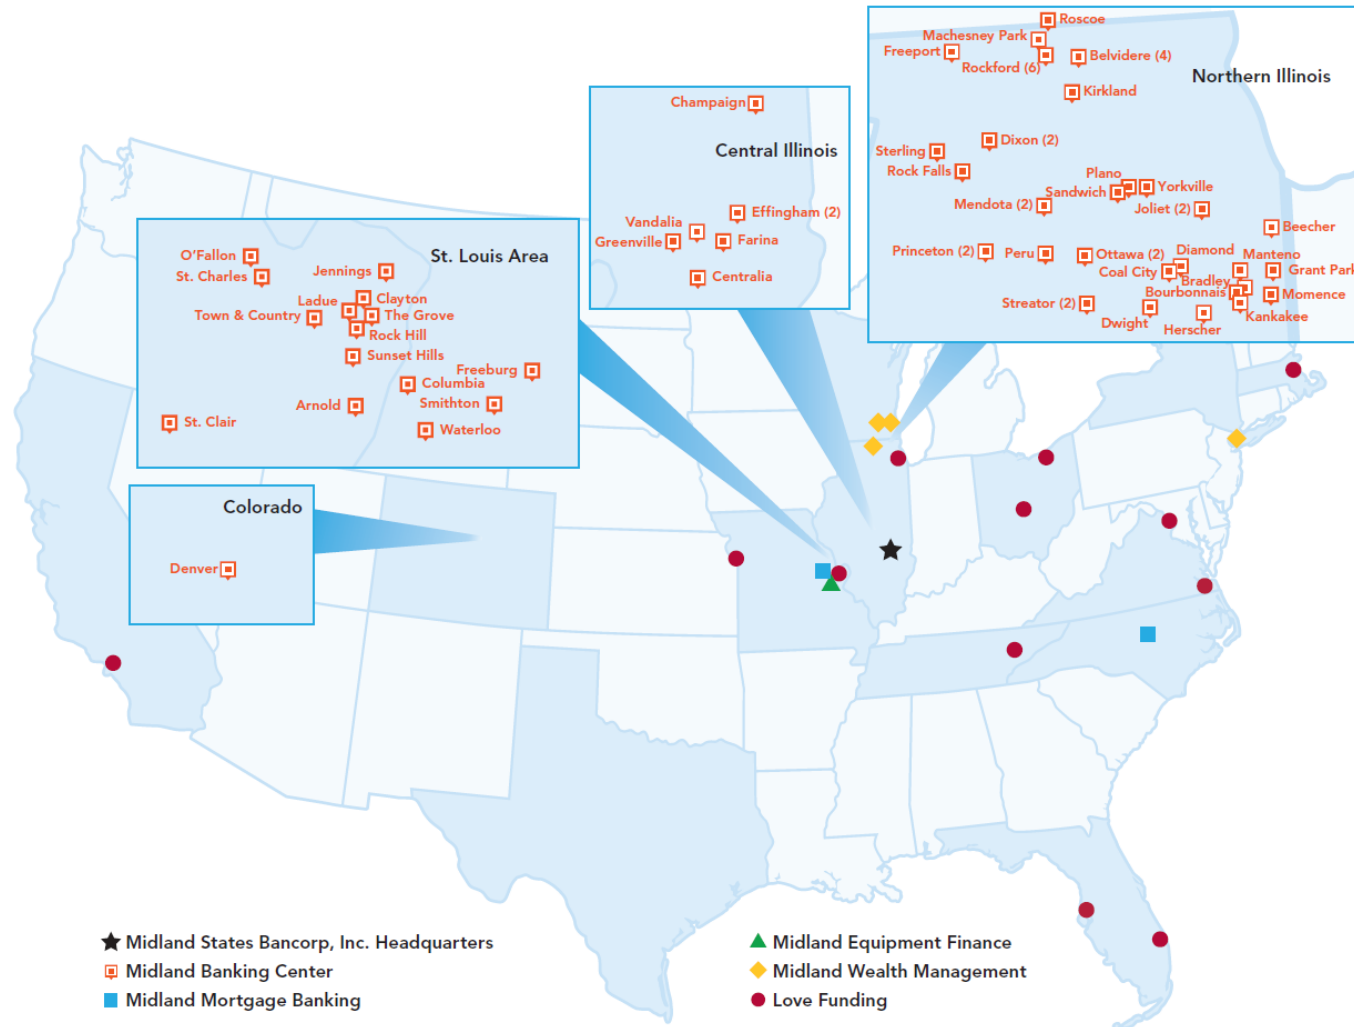 Roscoe
Machesney Park
Freeport
Rockford (6)
Belvidere (4)
Northern Illinois
Kirkland
Dixon (2)
Sterling
Rock Falls
Plano
Sandwich
Yorkville
Mendota (2)
Joliet (2)
Beecher
Princeton (2)
Peru
Ottawa (2)
Diamond
Manteno
Coal City
Grant Park
Bradley
Bourbonnais
Momence
Streator (2)
Kankakee
Dwight
Herscher
Champaign
Central Illinois
Effingham (2)
Vandalia
Greenville
Farina
Centralia
St. Louis Area
O'Fallon
St. Charles
Jennings
Clayton
Ladue
Town & Country
The Grove
Rock Hill
Sunset Hills
Freeburg
Columbia
Arnold
Smithton
St. Clair
Waterloo
Colorado
Denver
Midland States Bancorp, Inc. Headquarters
Midland Banking Center
Midland Mortgage Banking
Midland Equipment Finance
Midland Wealth Management
Love Funding